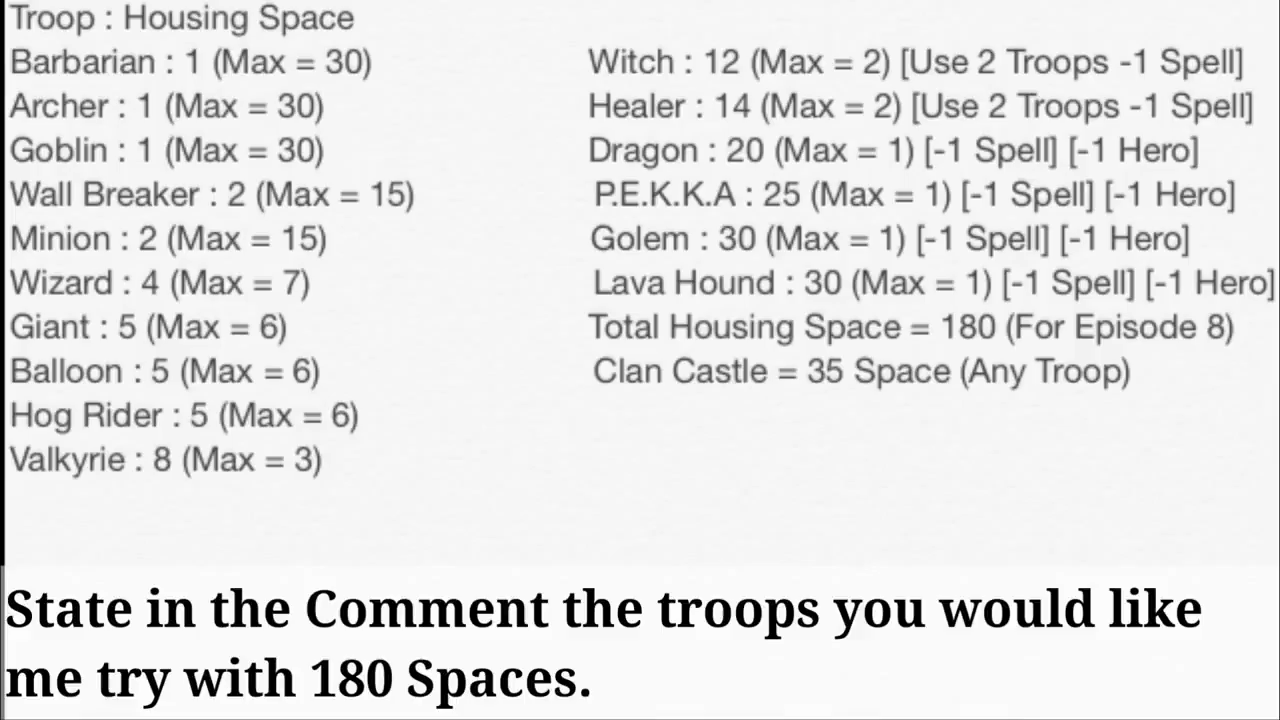 Troop : Housing Space
Barbarian : 1 (Max = 30)
Archer : 1 (Max = 30)
Goblin : 1 (Max = 30)
Wall Breaker : 2 (Max = 15)
Minion : 2 (Max = 15)
Wizard : 4 (Max = 7)
Giant : 5 (Max = 6)
Balloon : 5 (Max = 6)
Hog Rider : 5 (Max = 6)
Valkyrie : 8 (Max = 3)
Witch : 12 (Max = 2) [Use 2 Troops -1 Spell]
Healer : 14 (Max = 2) [Use 2 Troops -1 Spell]
Dragon : 20 (Max = 1) [-1 Spell] [-1 Hero]
P.E.K.K.A : 25 (Max = 1) [-1 Spell] [-1 Hero]
Golem : 30 (Max = 1) [-1 Spell] [-1 Hero]
Lava Hound : 30 (Max = 1) [-1 Spell] [-1 Hero]
Total Housing Space = 180 (For Episode 8)
Clan Castle = 35 Space (Any Troop)
State in the Comment the troops you would like
me try with 180 Spaces.